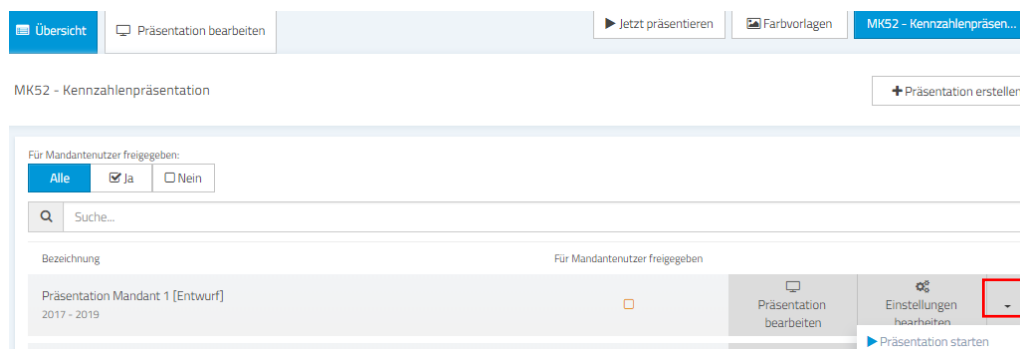 Übersicht
Präsentation bearbeiten
Jetzt präsentieren
Farbvorlagen
MK52 - Kennzahlenpräsen...
MK52 - Kennzahlenpräsentation
Präsentation erstellen
Für Mandantenutzer freigegeben:
Alle
Ja
Nein
Suche...
Bezeichnung
Für Mandantenutzer freigegeben
Präsentation Mandant 1 [Entwurf]
2017 - 2019
Präsentation
bearbeiten
Einstellungen
bearbeiten
Präsentation starten